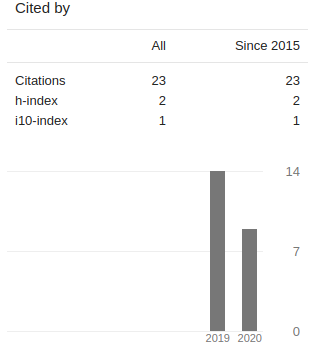 Cited by
All Since 2015
Citations 23 23
h-index 2 2
i10-index 1 1
14
7
0
2019 2020